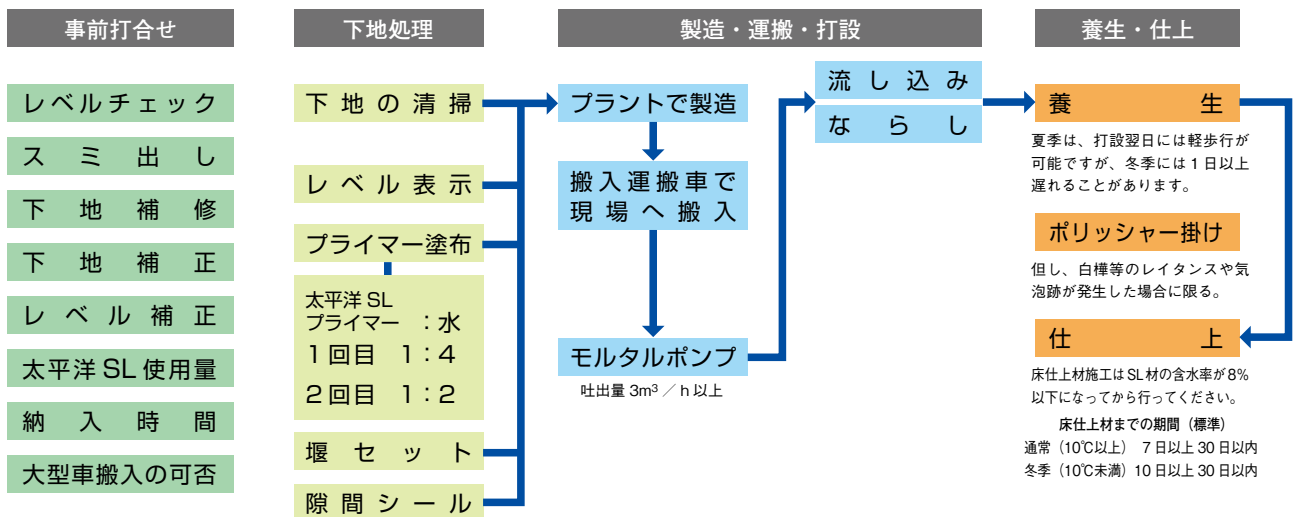 事前打合せ
レベルチェック
スミ出し
下地補修
下地補正
レベル補正
太平洋SL使用量
納入時間
大型車搬入の可否
下地処理
下地の清掃
レベル表示
プライマー塗布
太平洋SL
プライマー ：水
1回目 1：4
2回目 1：2
堰セット
隙間シール
製造・運搬・打設
プラントで製造
搬入運搬車で
現場へ搬入
モルタルポンプ
吐出量 3m³／h以上
流し込み
ならし
養生・仕上
養生
夏季は、打設翌日には軽歩行が
可能ですが、冬季には1日以上
遅れることがあります。
ポリッシャー掛け
但し、白樺等のレイタンスや気
泡跡が発生した場合に限る。
仕上
床仕上材施工はSL材の含水率が8%
以下になってから行ってください。
床仕上材までの期間（標準）
通常（10℃以上） 7日以上30日以内
冬季（10℃未満）10日以上30日以内